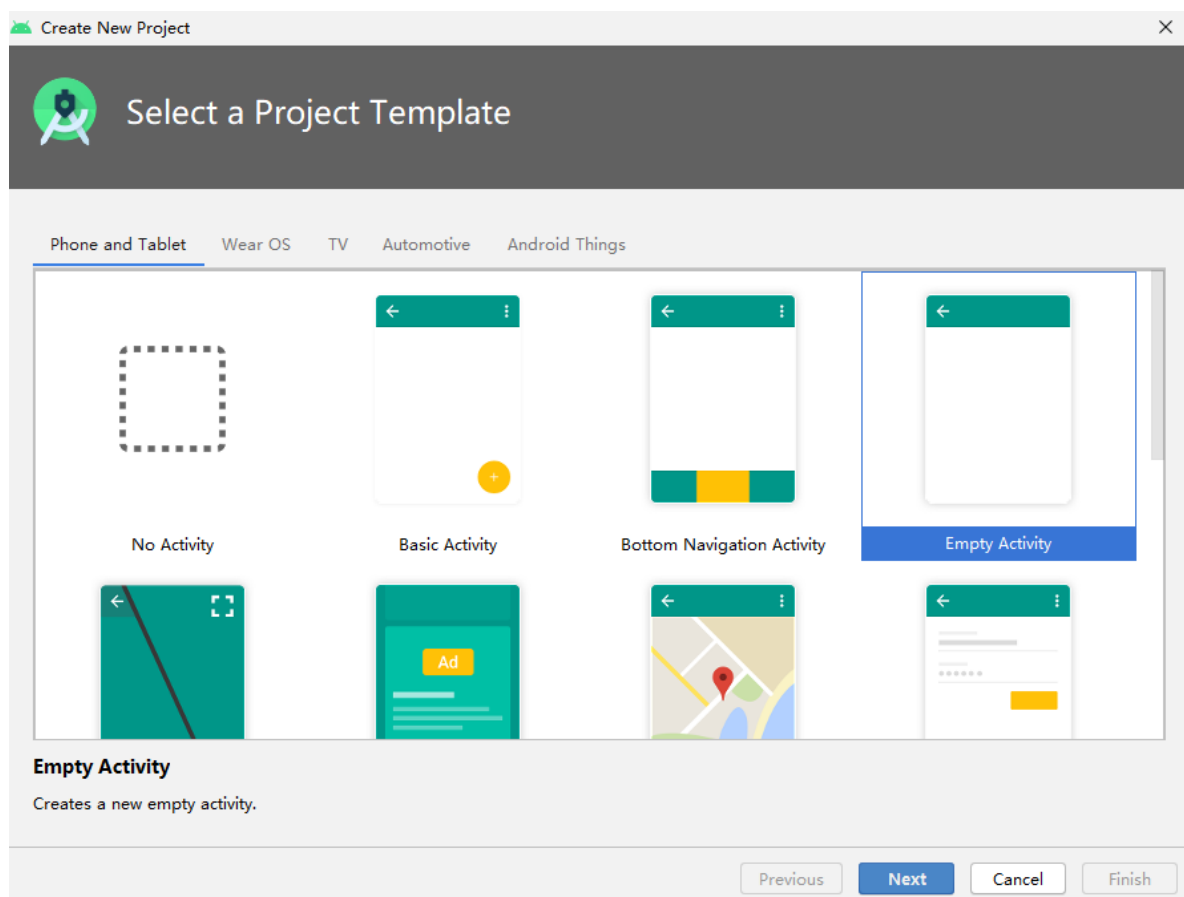 Create New Project
Select a Project Template
Phone and Tablet Wear OS TV Automotive Android Things
No Activity Basic Activity Bottom Navigation Activity Empty Activity
Ad
Empty Activity
Creates a new empty activity.
Previous Next Cancel Finish